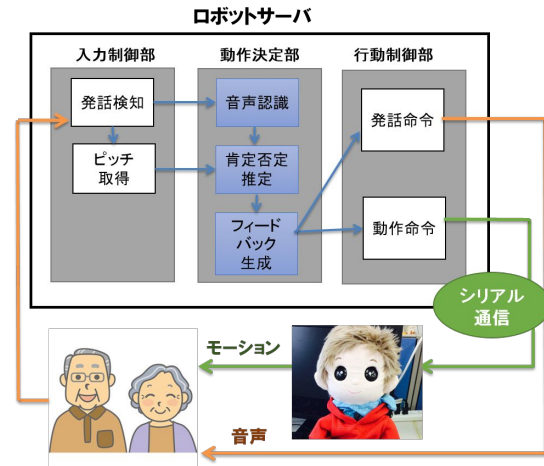 ロボットサーバ
入力制御部
動作決定部
行動制御部
発話検知
音声認識
発話命令
ピッチ
取得
肯定否定
推定
フィード
バック
生成
動作命令
シリアル
通信
モーション
音声